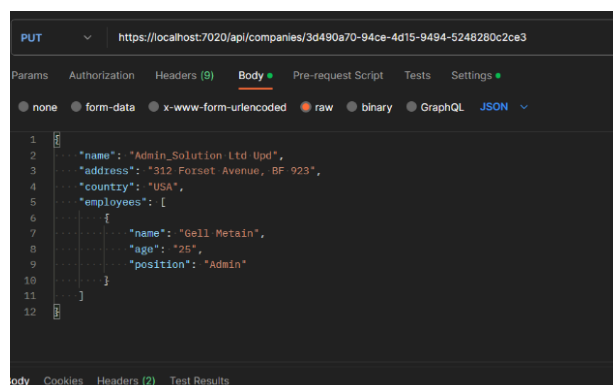 PUT https://localhost:7020/api/companies/3d490a70-94ce-4d15-9494-5248280c2ce3
Params Authorization Headers (9) Body Pre-request Script Tests Settings
none form-data x-www-form-urlencoded raw binary GraphQL JSON
1 {
2 "name": "Admin_Solution Ltd Upd",
3 "address": "312 Forset Avenue, BF 923",
4 "country": "USA",
5 "employees": [
6 {
7 "name": "Gell Metain",
8 "age": "25",
9 "position": "Admin"
10 }
11 ]
12 }
ody Cookies Headers (2) Test Results